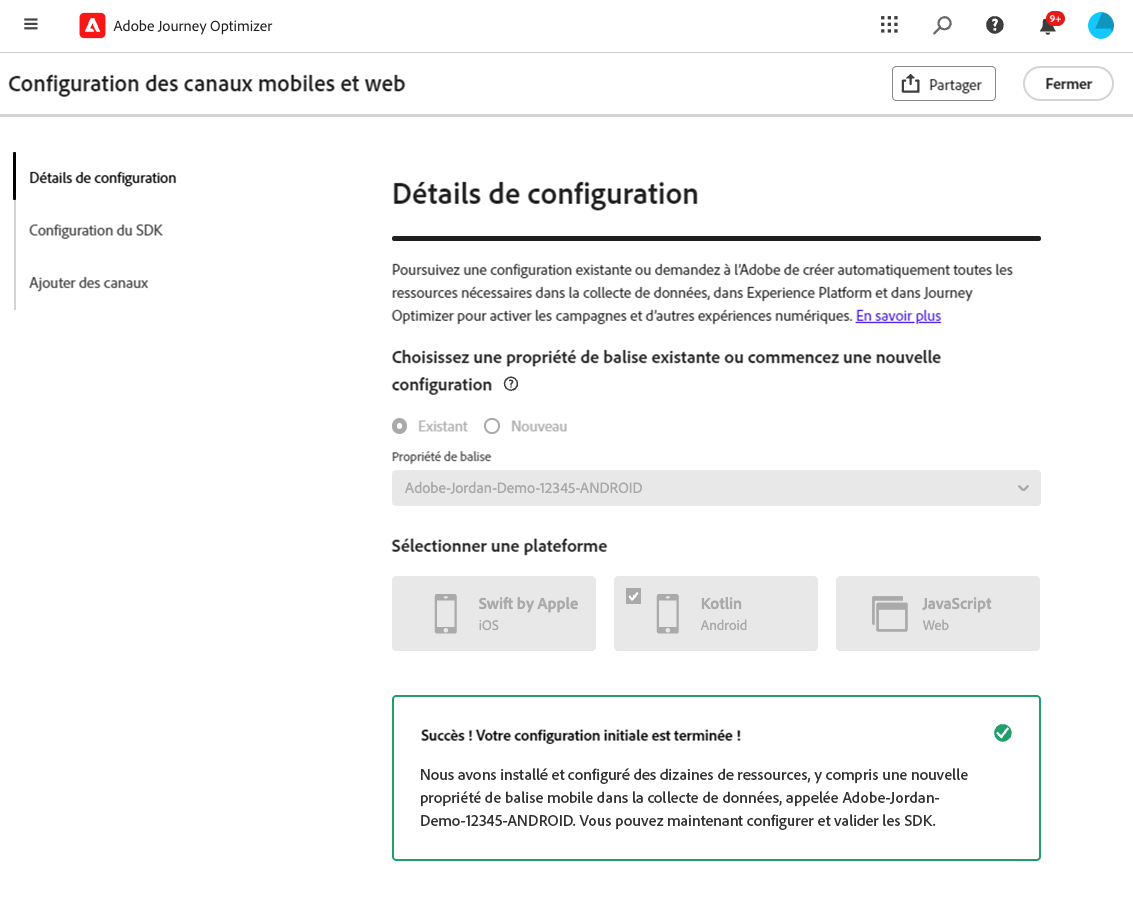 Adobe Journey Optimizer
9+
Configuration des canaux mobiles et web
Partager
Fermer
Détails de configuration
Configuration du SDK
Ajouter des canaux
Détails de configuration
Poursuivez une configuration existante ou demandez à l’Adobe de créer automatiquement toutes les
ressources nécessaires dans la collecte de données, dans Experience Platform et dans Journey
Optimizer pour activer les campagnes et d’autres expériences numériques. En savoir plus
Choisissez une propriété de balise existante ou commencez une nouvelle
configuration
Existant Nouveau
Propriété de balise
Adobe-Jordan-Demo-12345-ANDROID
Sélectionner une plateforme
Swift by Apple
iOS
Kotlin
Android
JavaScript
Web
Succès ! Votre configuration initiale est terminée !
Nous avons installé et configuré des dizaines de ressources, y compris une nouvelle
propriété de balise mobile dans la collecte de données, appelée Adobe-Jordan-
Demo-12345-ANDROID. Vous pouvez maintenant configurer et valider les SDK.